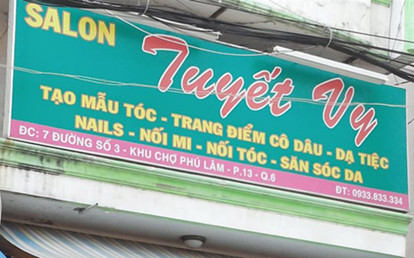 SALON
Tuyết Vy
TẠO MẪU TÓC - TRANG ĐIỂM CÔ DÂU - DẠ TIỆC
NAILS - NỐI MI - NỐI TÓC - SĂN SÓC DA
ĐC: 7 ĐƯỜNG SỐ 3 - KHU CHỢ PHÚ LÂM - P.13 - Q.6
ĐT: 0933.833.334